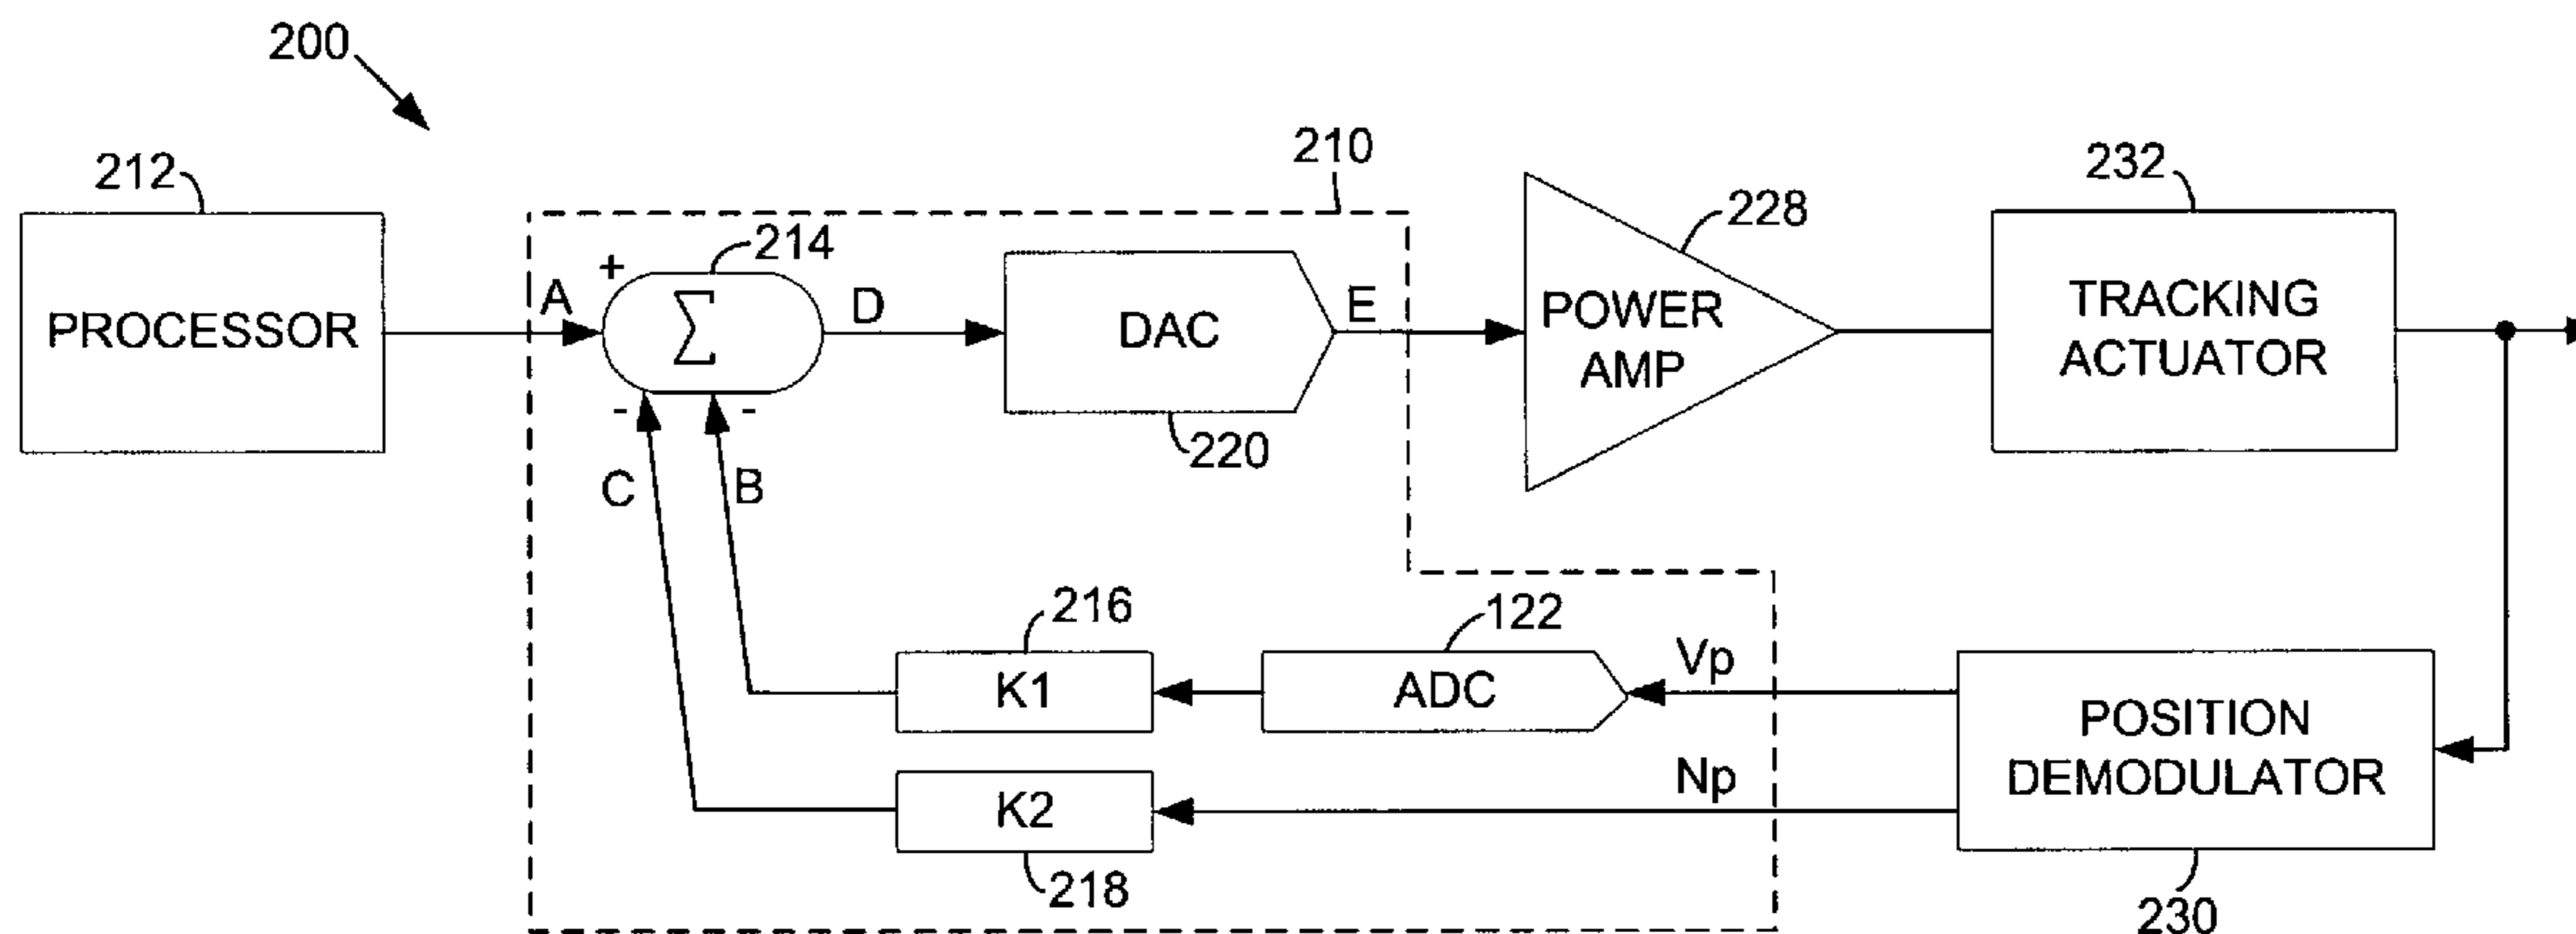 200
212
PROCESSOR
210
A
+
214
Σ
D
DAC
220
E
228
POWER
AMP
232
TRACKING
ACTUATOR
-
-
C
B
216
K1
122
ADC
Vp
K2
218
Np
POSITION
DEMODULATOR
230